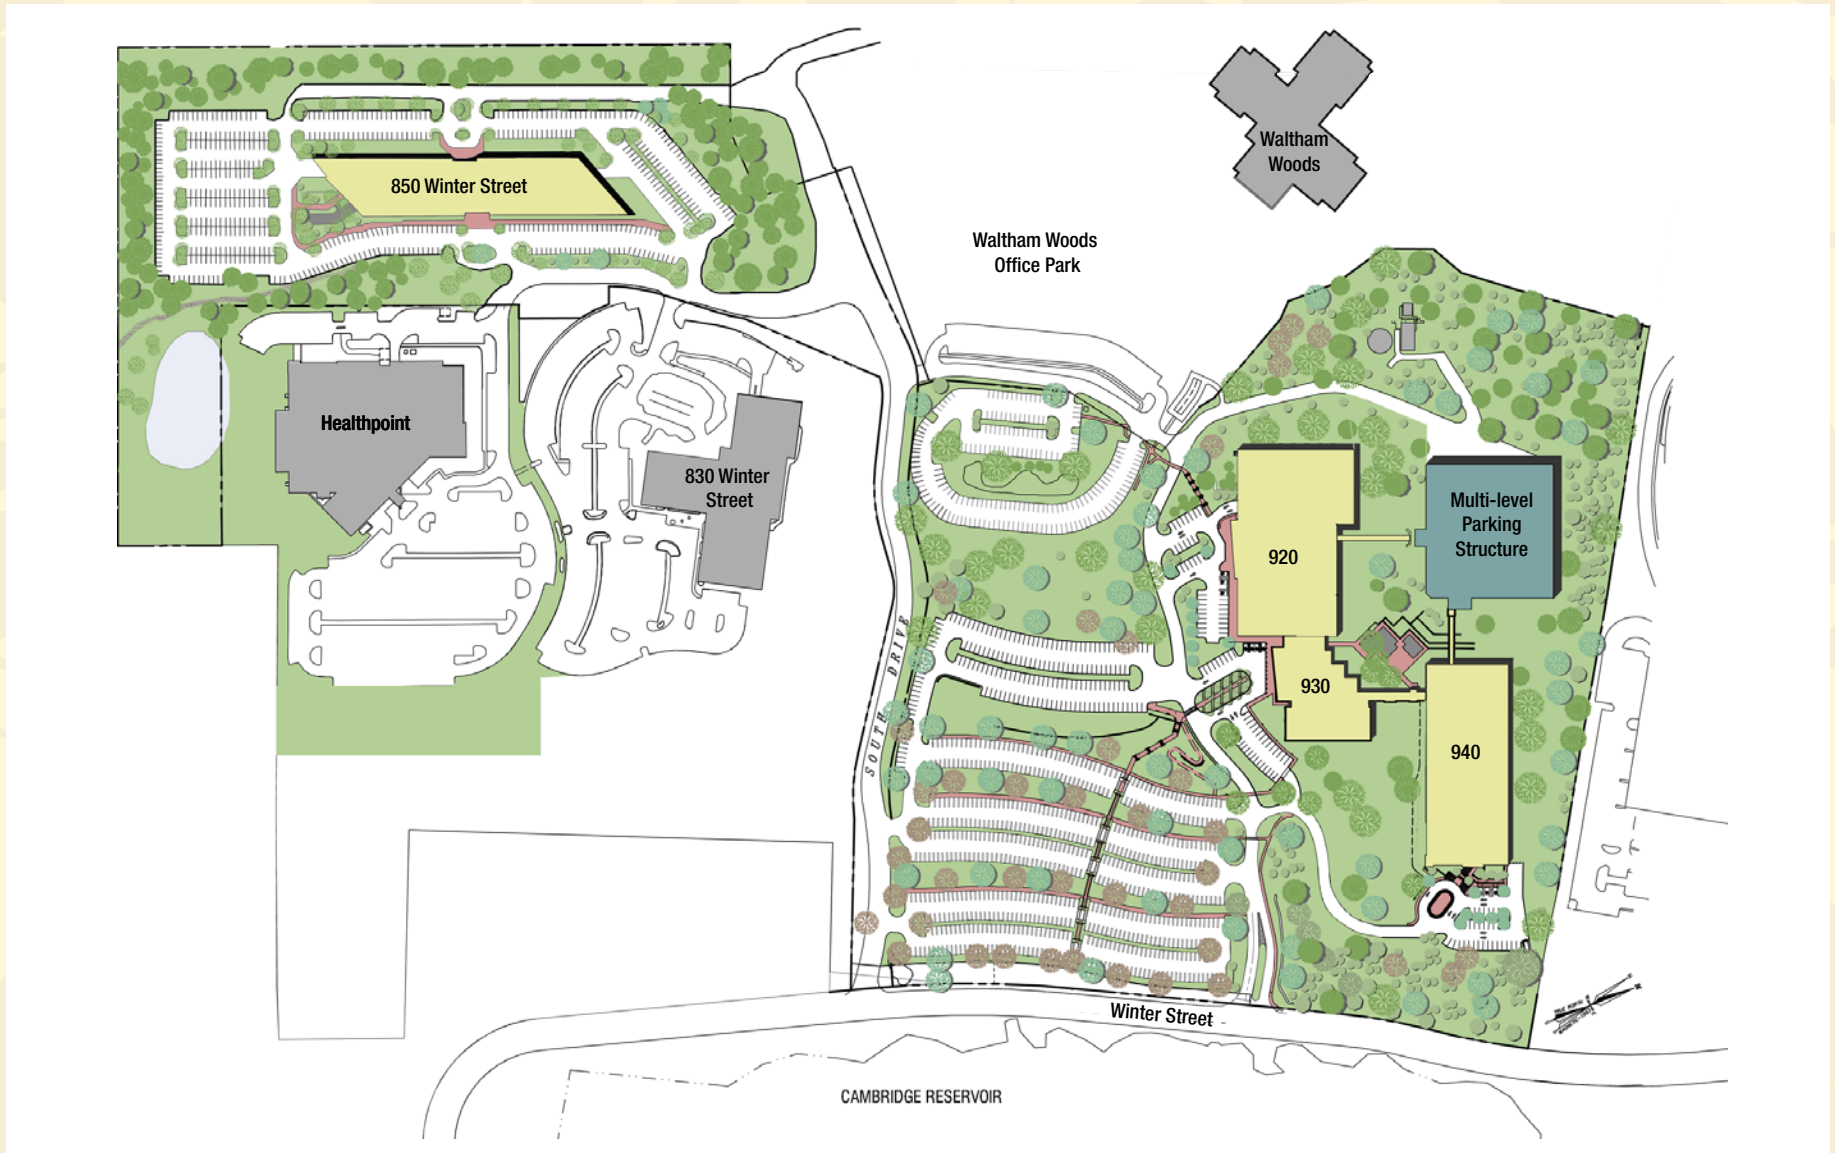 Waltham
Woods
850 Winter Street
Waltham Woods
Office Park
Healthpoint
830 Winter
Street
Multi-level
Parking
Structure
920
930
940
SOUTH DRIVE
Winter Street
CAMBRIDGE RESERVOIR